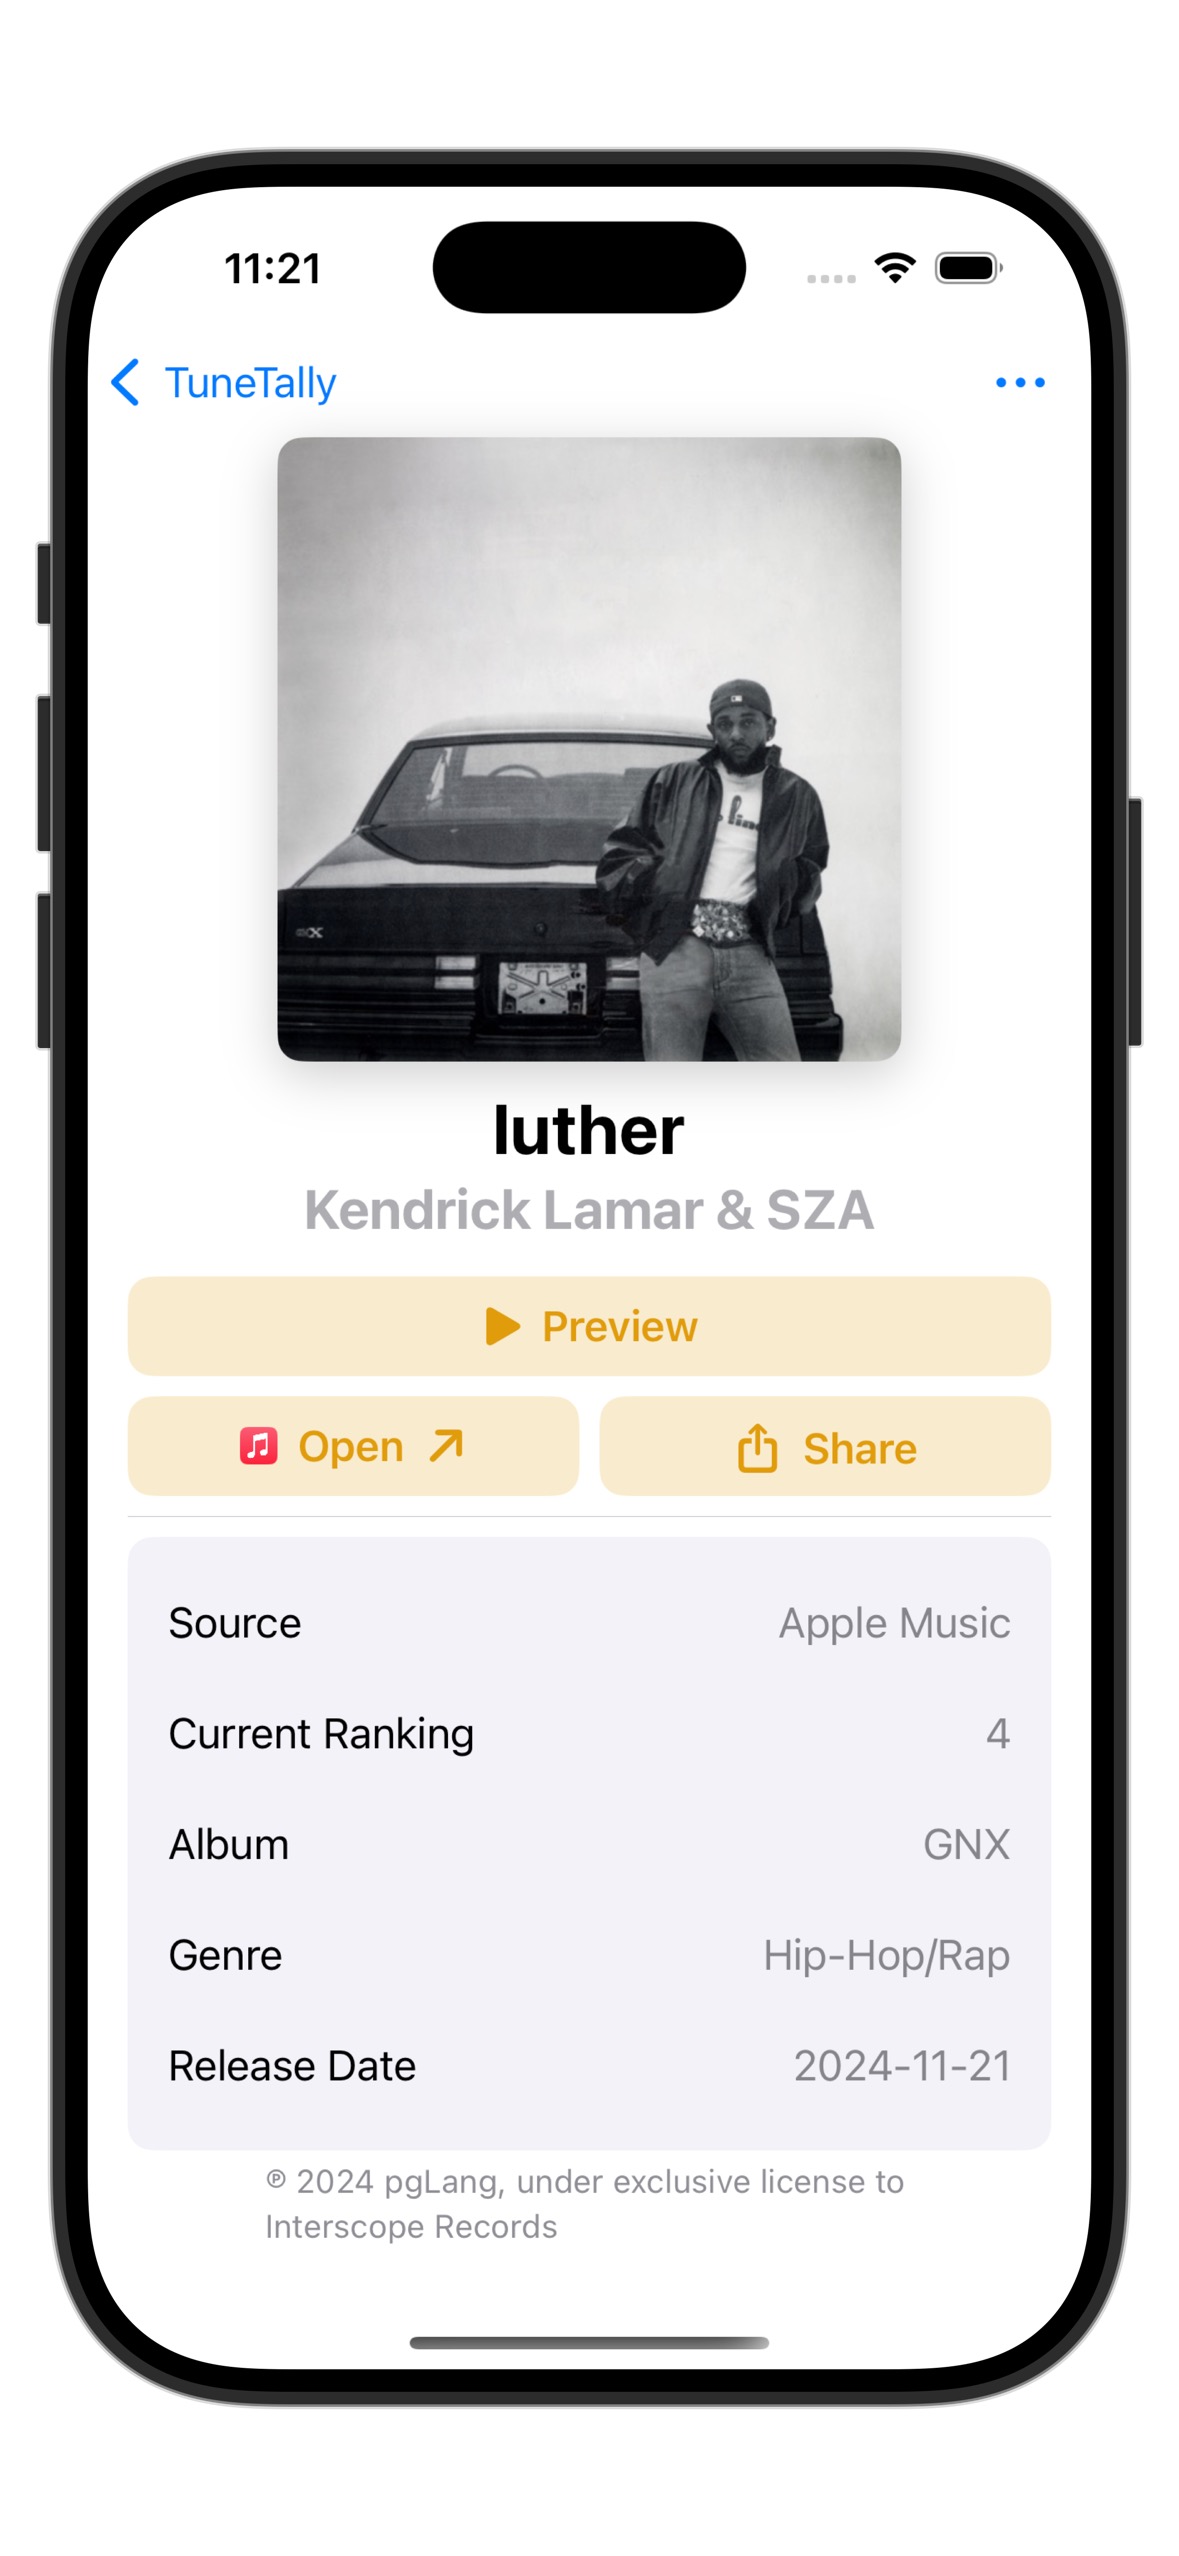 11:21
TuneTally
luther
Kendrick Lamar & SZA
Preview
Open
Share
Source Apple Music
Current Ranking 4
Album GNX
Genre Hip-Hop/Rap
Release Date 2024-11-21
℗ 2024 pgLang, under exclusive license to
Interscope Records